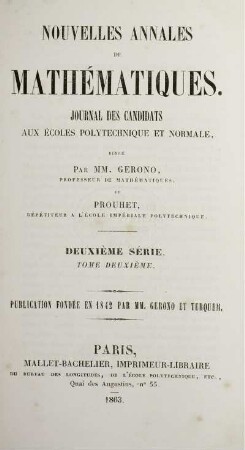 NOUVELLES ANNALES
DE
MATHÉMATIQUES.
JOURNAL DES CANDIDATS
AUX ÉCOLES POLYTECHNIQUE ET NORMALE,
RÉDIGÉ
PAR MM. GERONO,
PROFESSEUR DE MATHÉMATIQUES,
ET
PROUHET,
RÉPÉTITEUR A L'ÉCOLE IMPÉRIALE POLYTECHNIQUE.
DEUXIÈME SÉRIE.
TOME DEUXIÈME.
PUBLICATION FONDÉE EN 1842 PAR MM. GERONO ET TERQUEM.
PARIS,
MALLET-BACHELIER, IMPRIMEUR-LIBRAIRE
DU BUREAU DES LONGITUDES, DE L'ÉCOLE POLYTECHNIQUE, ETC.,
Quai des Augustins, nº 55.
1863.